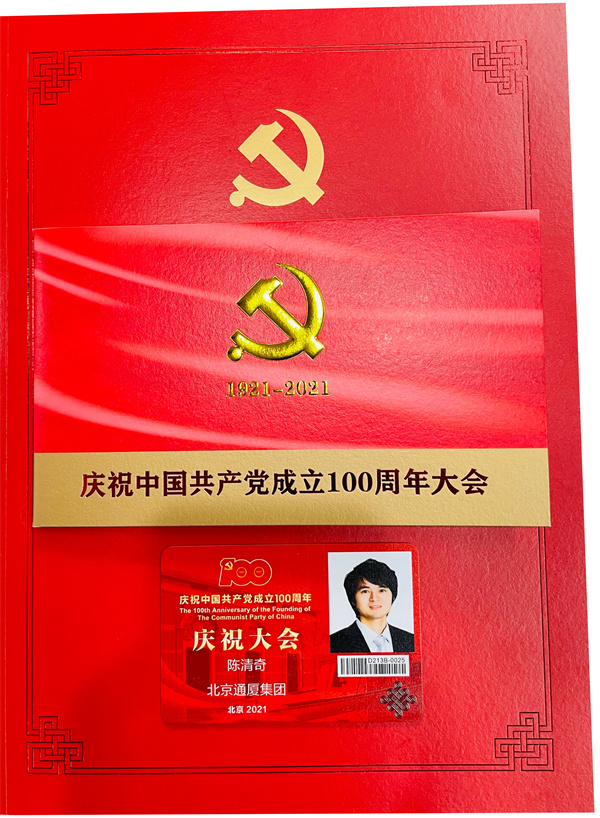 1921-2021
庆祝中国共产党成立100周年大会
100
庆祝中国共产党成立100周年
The 100th Anniversary of the Founding of
The Communist Party of China
庆祝大会
陈清奇
北京通厦集团
北京 2021
D213B-0025